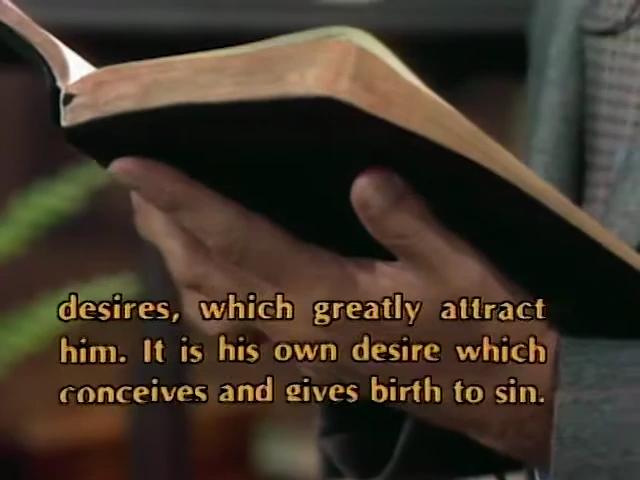 desires, which greatly attract
him. It is his own desire which
conceives and gives birth to sin.